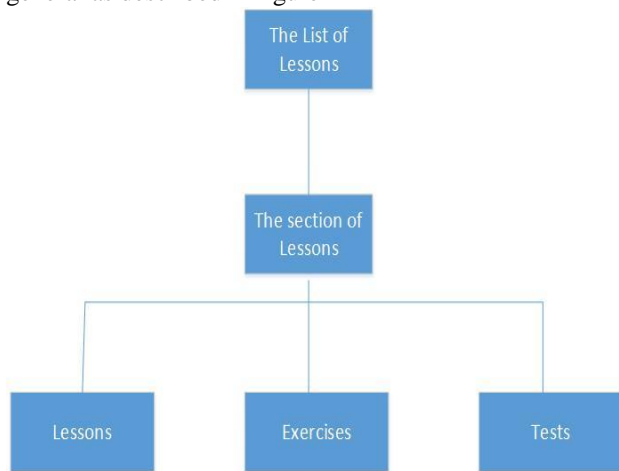 The List of
Lessons
The section of
Lessons
Lessons
Exercises
Tests